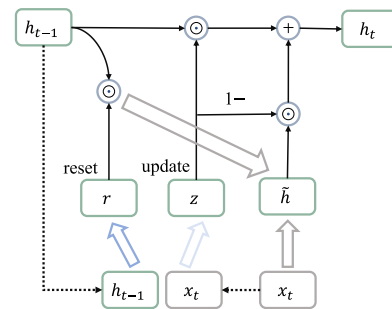 h_{t-1} ⊙ + h_t
⊙ 1− ⊙
reset update
r z h̃
h_{t-1} x_t x_t